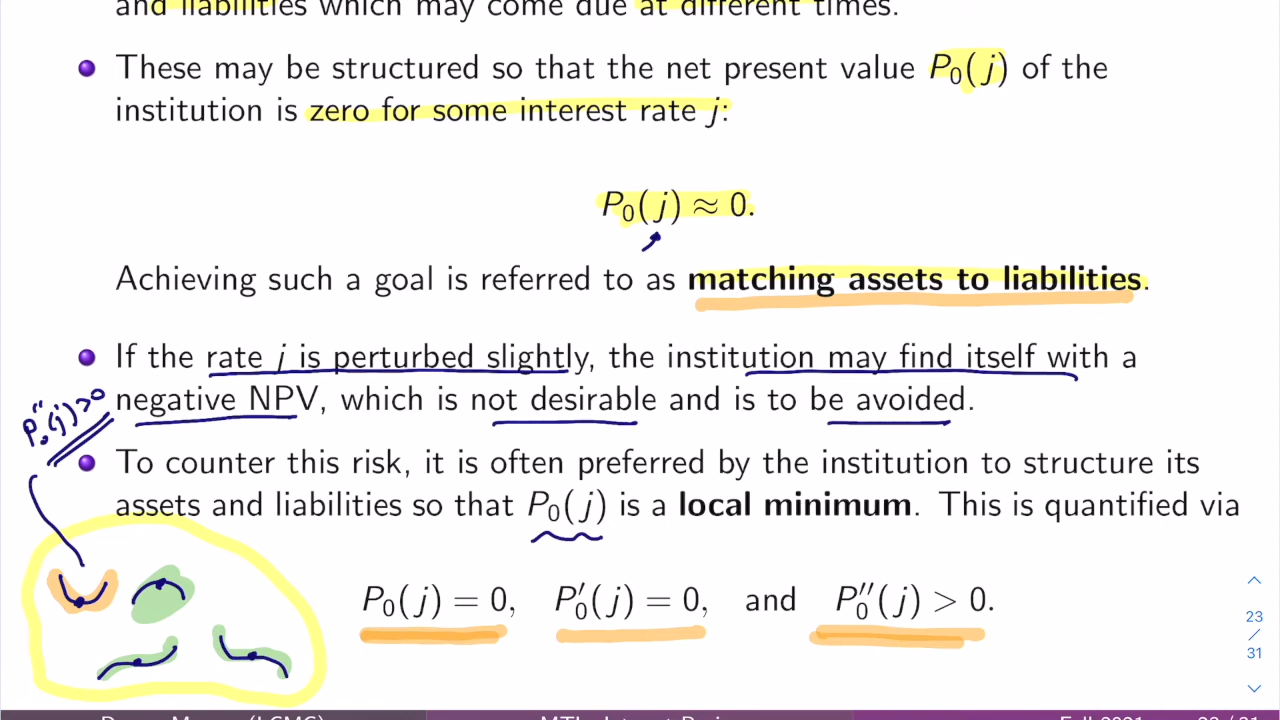 and liabilities which may come due at different times.
These may be structured so that the net present value P₀(j) of the
institution is zero for some interest rate j:
P₀(j) ≈ 0.
Achieving such a goal is referred to as matching assets to liabilities.
If the rate j is perturbed slightly, the institution may find itself with a
negative NPV, which is not desirable and is to be avoided.
P₀''(j)>0
To counter this risk, it is often preferred by the institution to structure its
assets and liabilities so that P₀(j) is a local minimum. This is quantified via
P₀(j) = 0, P₀′(j) = 0, and P₀″(j) > 0.
23
/
31